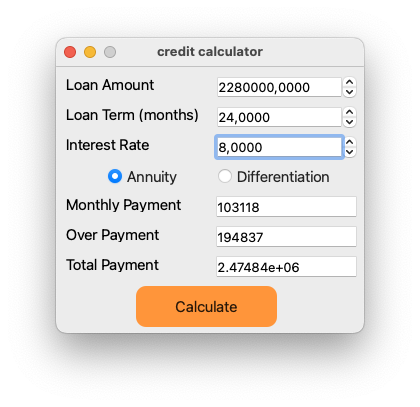 credit calculator
Loan Amount 2280000,0000
Loan Term (months) 24,0000
Interest Rate 8,0000
Annuity Differentiation
Monthly Payment 103118
Over Payment 194837
Total Payment 2.47484e+06
Calculate